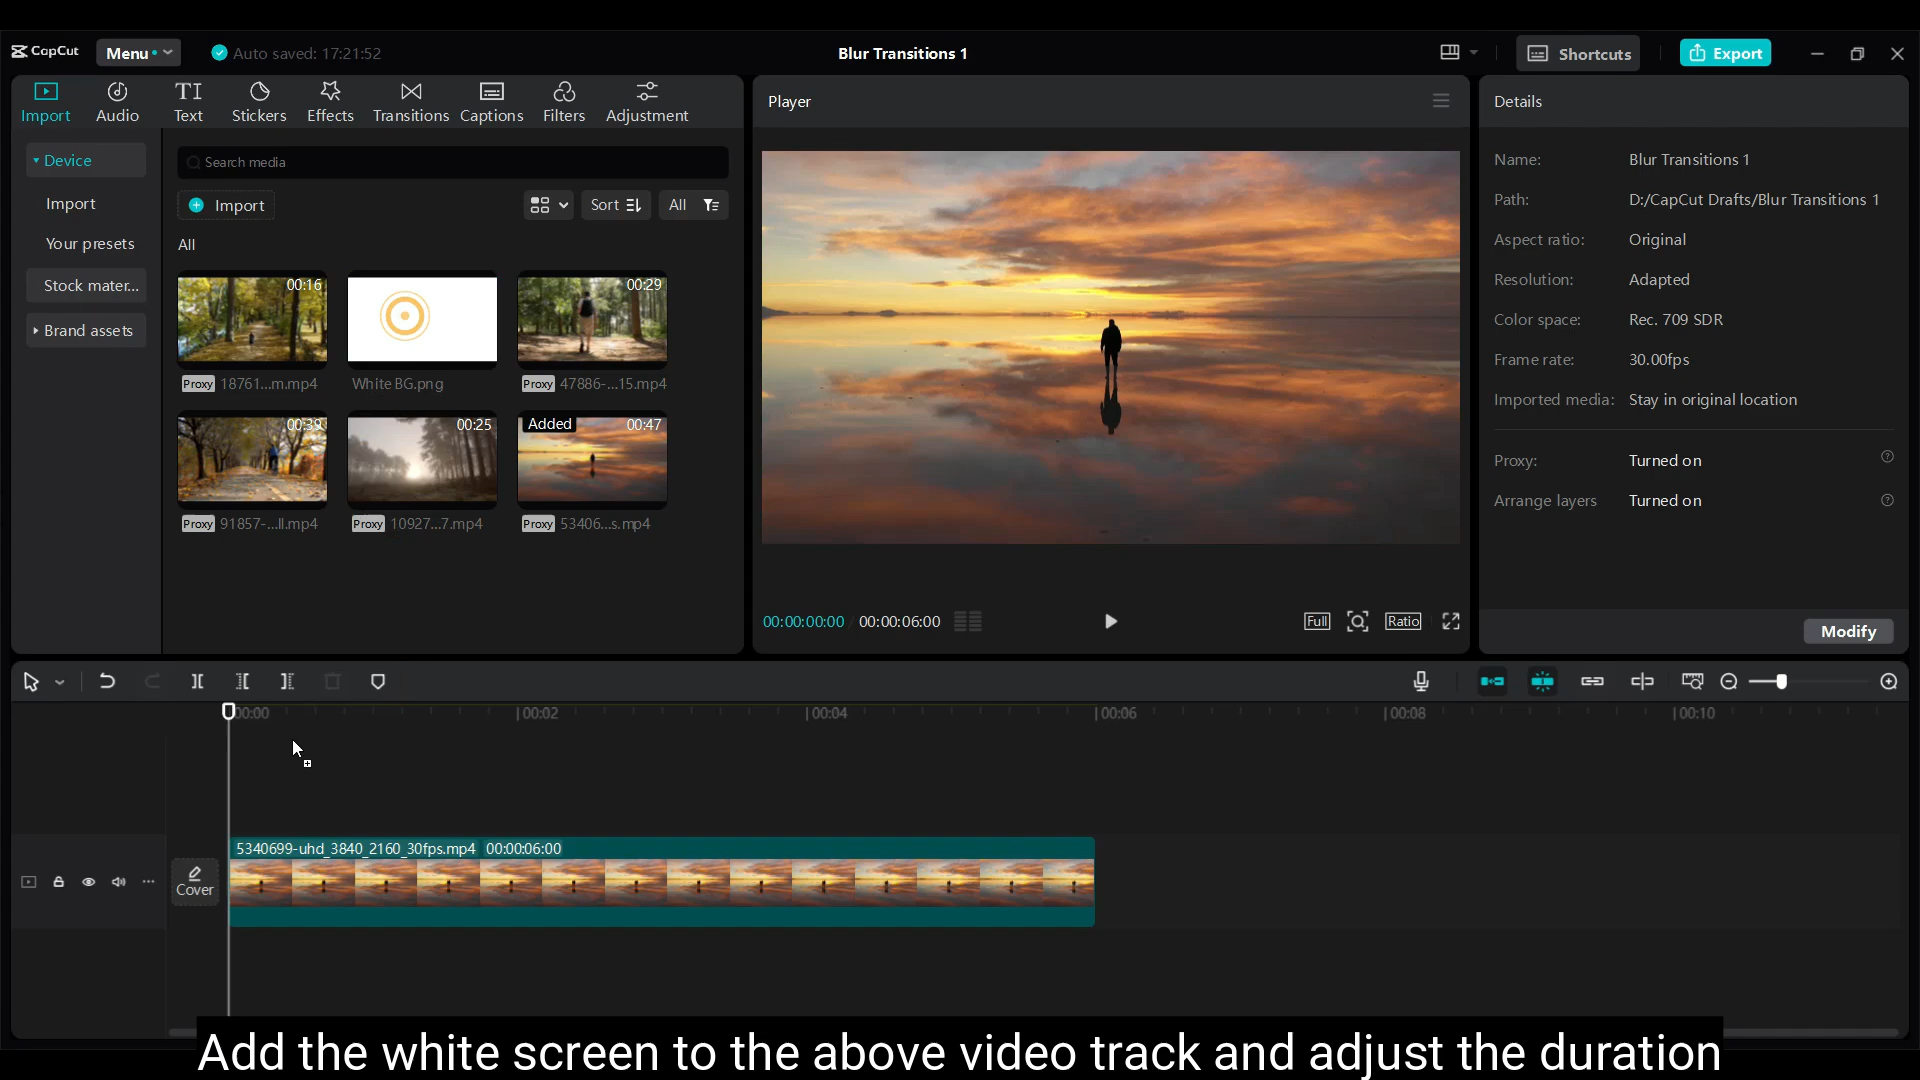 CapCut
Menu
Auto saved: 17:21:52
Blur Transitions 1
Shortcuts
Export
Import
Audio
Text
Stickers
Effects
Transitions
Captions
Filters
Adjustment
Player
Details
Device
Search media
Import
Import
Sort
All
Your presets
Stock mater...
Brand assets
All
00:16
00:29
Proxy 18761...m.mp4
White BG.png
Proxy 47886-...15.mp4
00:39
00:25
Added
00:47
Proxy 91857-...ll.mp4
Proxy 10927...7.mp4
Proxy 53406...s.mp4
00:00:00:00
00:00:06:00
Full
Ratio
Name: Blur Transitions 1
Path: D:/CapCut Drafts/Blur Transitions 1
Aspect ratio: Original
Resolution: Adapted
Color space: Rec. 709 SDR
Frame rate: 30.00fps
Imported media: Stay in original location
Proxy: Turned on
Arrange layers Turned on
Modify
00:00
00:02
00:04
00:06
00:08
00:10
5340699-uhd_3840_2160_30fps.mp4 00:00:06:00
Cover
Add the white screen to the above video track and adjust the duration